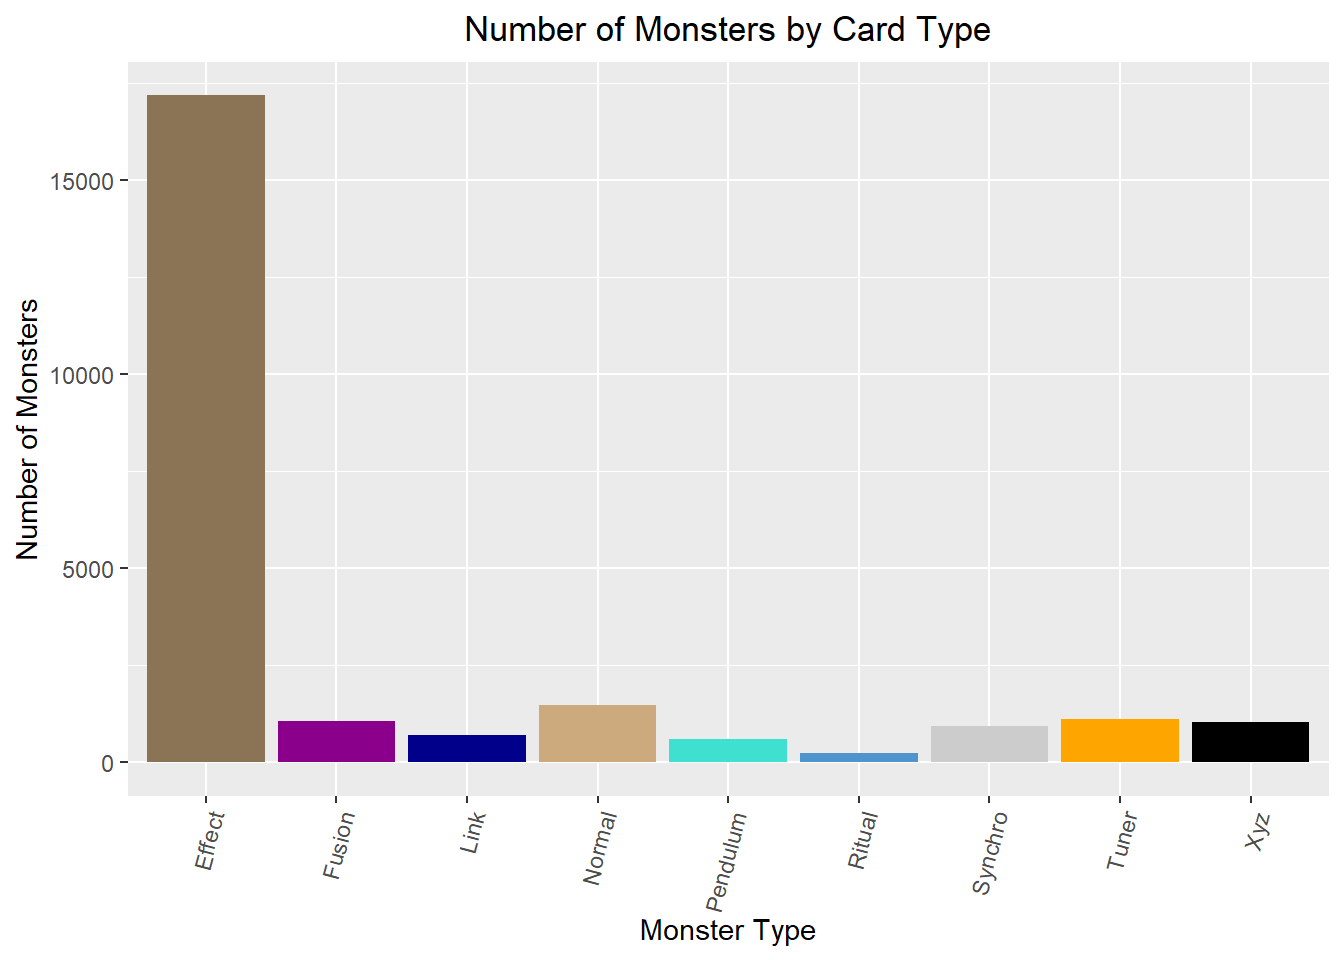 Number of Monsters by Card Type
Number of Monsters
15000
10000
5000
0
Effect
Fusion
Link
Normal
Pendulum
Ritual
Synchro
Tuner
Xyz
Monster Type